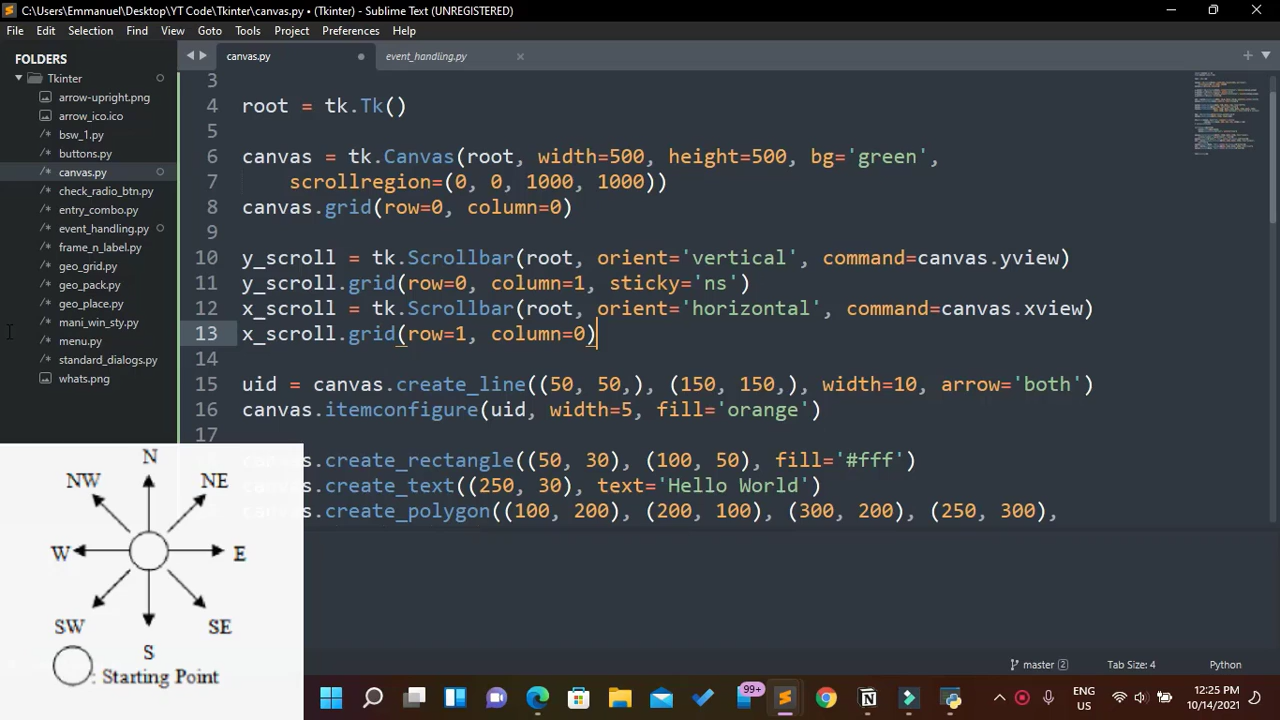 C:\Users\Emmanuel\Desktop\YT Code\Tkinter\canvas.py • (Tkinter) - Sublime Text (UNREGISTERED)
File Edit Selection Find View Goto Tools Project Preferences Help
FOLDERS
Tkinter
arrow-upright.png
arrow_ico.ico
bsw_1.py
buttons.py
canvas.py
check_radio_btn.py
entry_combo.py
event_handling.py
frame_n_label.py
geo_grid.py
geo_pack.py
geo_place.py
mani_win_sty.py
menu.py
standard_dialogs.py
whats.png
canvas.py event_handling.py
3
4 root = tk.Tk()
5
6 canvas = tk.Canvas(root, width=500, height=500, bg='green',
7 scrollregion=(0, 0, 1000, 1000))
8 canvas.grid(row=0, column=0)
9
10 y_scroll = tk.Scrollbar(root, orient='vertical', command=canvas.yview)
11 y_scroll.grid(row=0, column=1, sticky='ns')
12 x_scroll = tk.Scrollbar(root, orient='horizontal', command=canvas.xview)
13 x_scroll.grid(row=1, column=0)
14
15 uid = canvas.create_line((50, 50,), (150, 150,), width=10, arrow='both')
16 canvas.itemconfigure(uid, width=5, fill='orange')
17
s.create_rectangle((50, 30), (100, 50), fill='#fff')
s.create_text((250, 30), text='Hello World')
s.create_polygon((100, 200), (200, 100), (300, 200), (250, 300),
N
NW NE
W E
SW SE
S
: Starting Point
master 2 Tab Size: 4 Python
99+
ENG
US
12:25 PM
10/14/2021